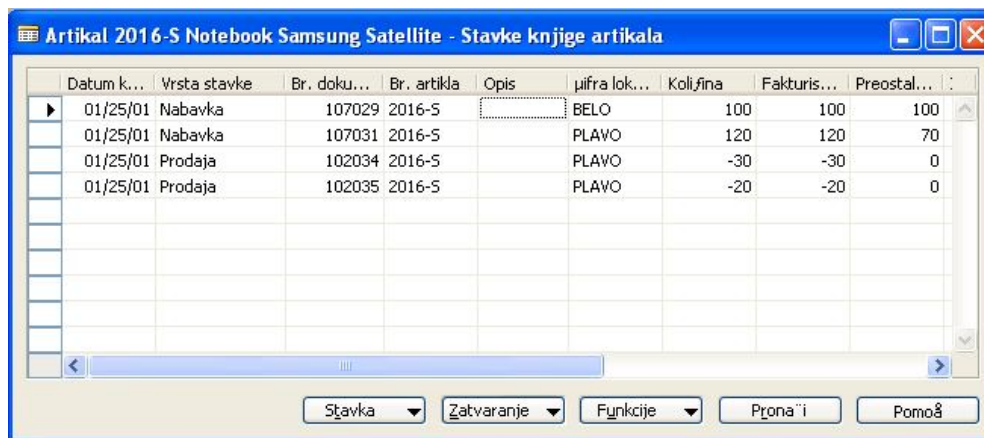 Artikal 2016-S Notebook Samsung Satellite - Stavke knjige artikala
Datum k... Vrsta stavke Br. doku... Br. artikla Opis µifra lok... Koliƒina Fakturis... Preostal...
01/25/01 Nabavka 107029 2016-S BELO 100 100 100
01/25/01 Nabavka 107031 2016-S PLAVO 120 120 70
01/25/01 Prodaja 102034 2016-S PLAVO -30 -30 0
01/25/01 Prodaja 102035 2016-S PLAVO -20 -20 0
Stavka Zatvaranje Funkcije Prona¨i Pomoå